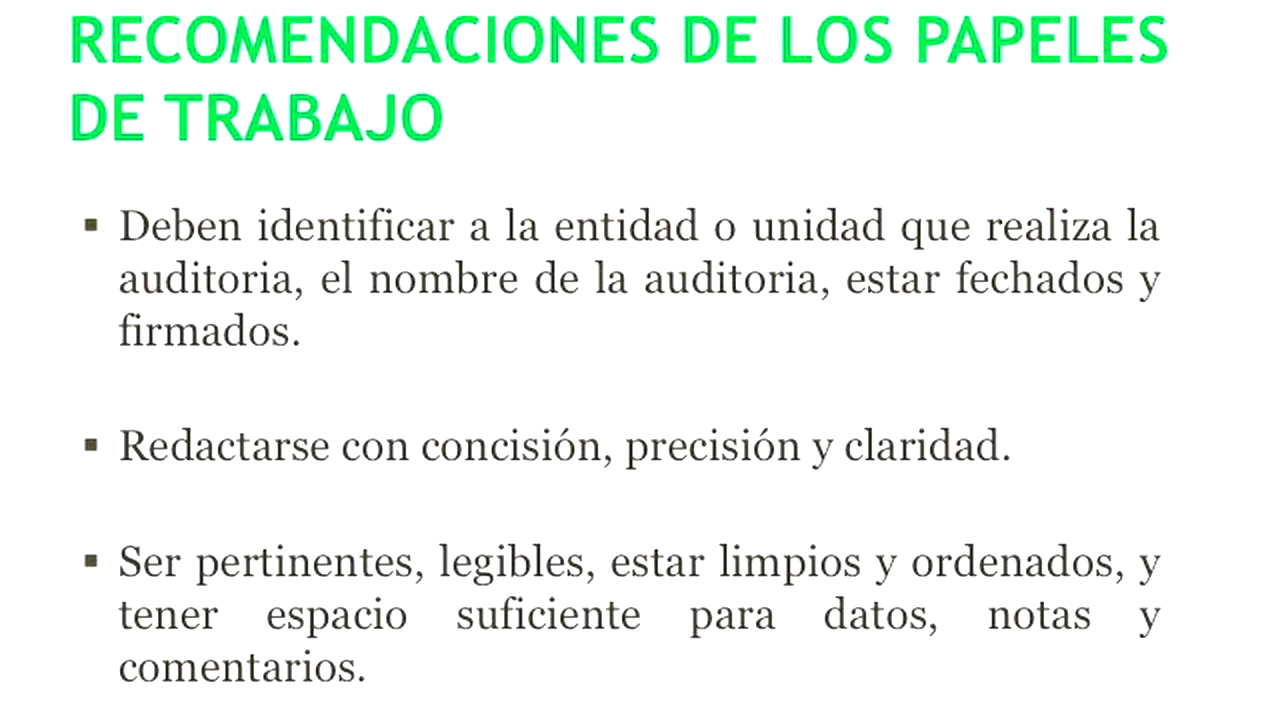 RECOMENDACIONES DE LOS PAPELES
DE TRABAJO
▪ Deben identificar a la entidad o unidad que realiza la
auditoria, el nombre de la auditoria, estar fechados y
firmados.
▪ Redactarse con concisión, precisión y claridad.
▪ Ser pertinentes, legibles, estar limpios y ordenados, y
tener espacio suficiente para datos, notas y
comentarios.